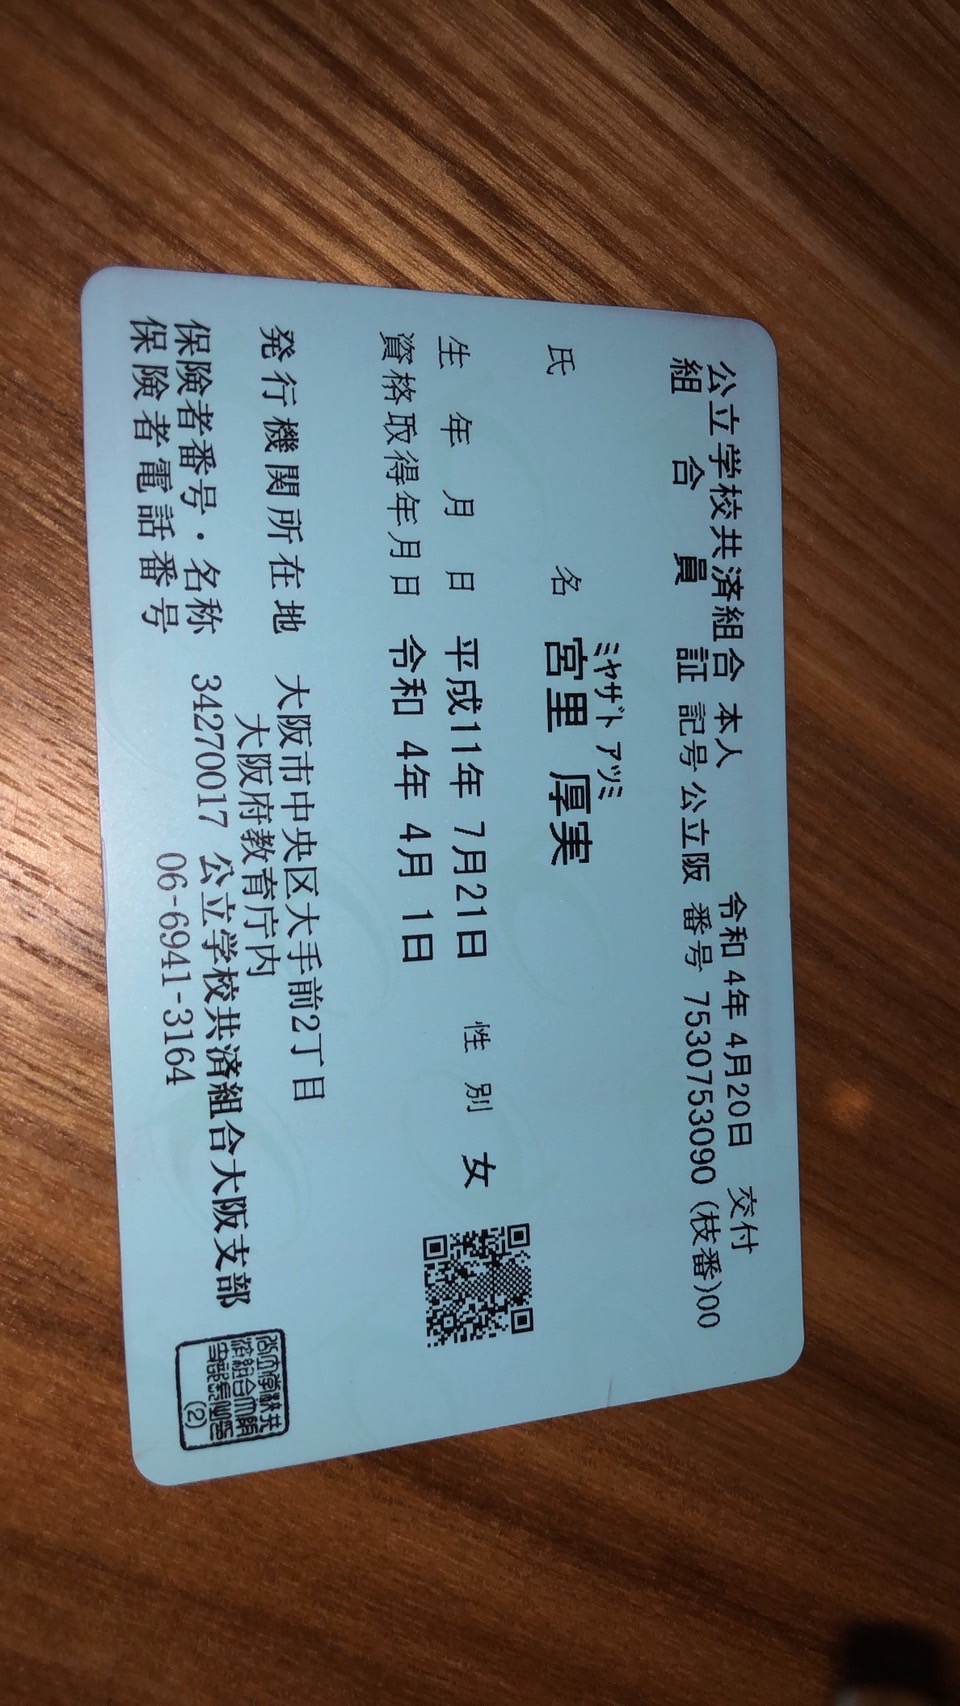 公立学校共済組合 本人 令和 4年 4月20日 交付
組合員証 記号 公立阪 番号 7530753090 (枝番)00
ミヤザト アツミ
氏名 宮里 厚実
生年月日 平成11年 7月21日 性別 女
資格取得年月日 令和 4年 4月 1日
発行機関所在地 大阪市中央区大手前2丁目
大阪府教育庁内
保険者番号・名称 34270017 公立学校共済組合大阪支部
保険者電話番号 06-6941-3164
(2)